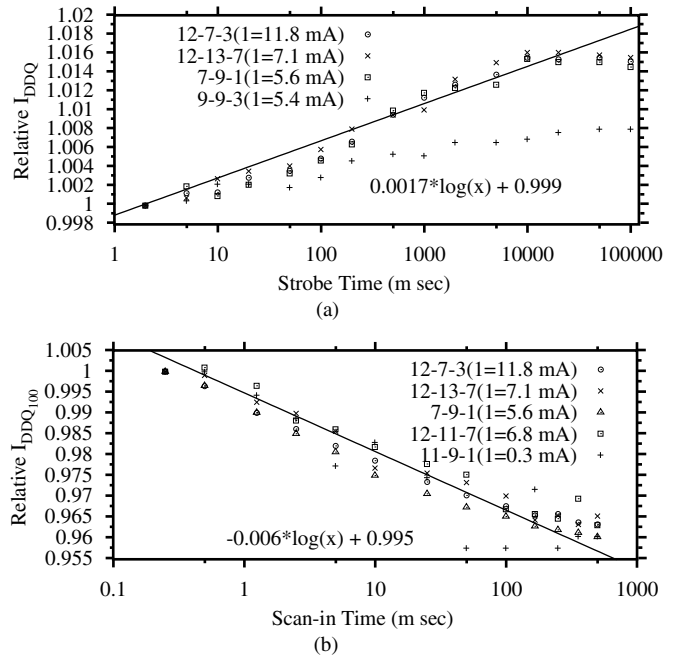 1.02
1.018
1.016
1.014
1.012
1.01
1.008
1.006
1.004
1.002
1
0.998
Relative I_DDQ
12-7-3(1=11.8 mA)
12-13-7(1=7.1 mA)
7-9-1(1=5.6 mA)
9-9-3(1=5.4 mA)
0.0017*log(x) + 0.999
1 10 100 1000 10000 100000
Strobe Time (m sec)
(a)
1.005
1
0.995
0.99
0.985
0.98
0.975
0.97
0.965
0.96
0.955
Relative I_DDQ_100
12-7-3(1=11.8 mA)
12-13-7(1=7.1 mA)
7-9-1(1=5.6 mA)
12-11-7(1=6.8 mA)
11-9-1(1=0.3 mA)
-0.006*log(x) + 0.995
0.1 1 10 100 1000
Scan-in Time (m sec)
(b)